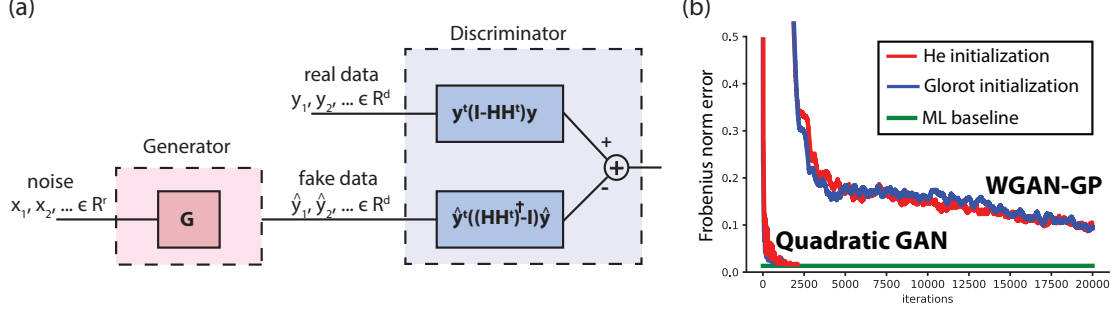 (a)
Discriminator
real data
y₁, y₂, ... ϵ Rᵈ
yᵗ(I-HHᵗ)y
+
+
-
Generator
noise
x₁, x₂, ... ϵ Rʳ
G
fake data
ŷ₁, ŷ₂, ... ϵ Rᵈ
ŷᵗ((HHᵗ)†-I)ŷ
(b)
Frobenius norm error
0.5
0.4
0.3
0.2
0.1
0.0
He initialization
Glorot initialization
ML baseline
WGAN-GP
Quadratic GAN
0 2500 5000 7500 10000 12500 15000 17500 20000
iterations